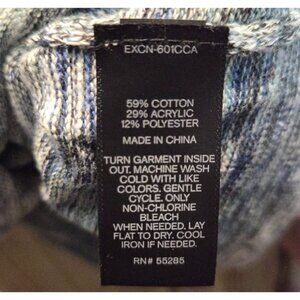 EXCN-601CCA
59% COTTON
29% ACRYLIC
12% POLYESTER
MADE IN CHINA
TURN GARMENT INSIDE
OUT. MACHINE WASH
COLD WITH LIKE
COLORS. GENTLE
CYCLE. ONLY
NON-CHLORINE
BLEACH
WHEN NEEDED. LAY
FLAT TO DRY. COOL
IRON IF NEEDED.
RN# 55285